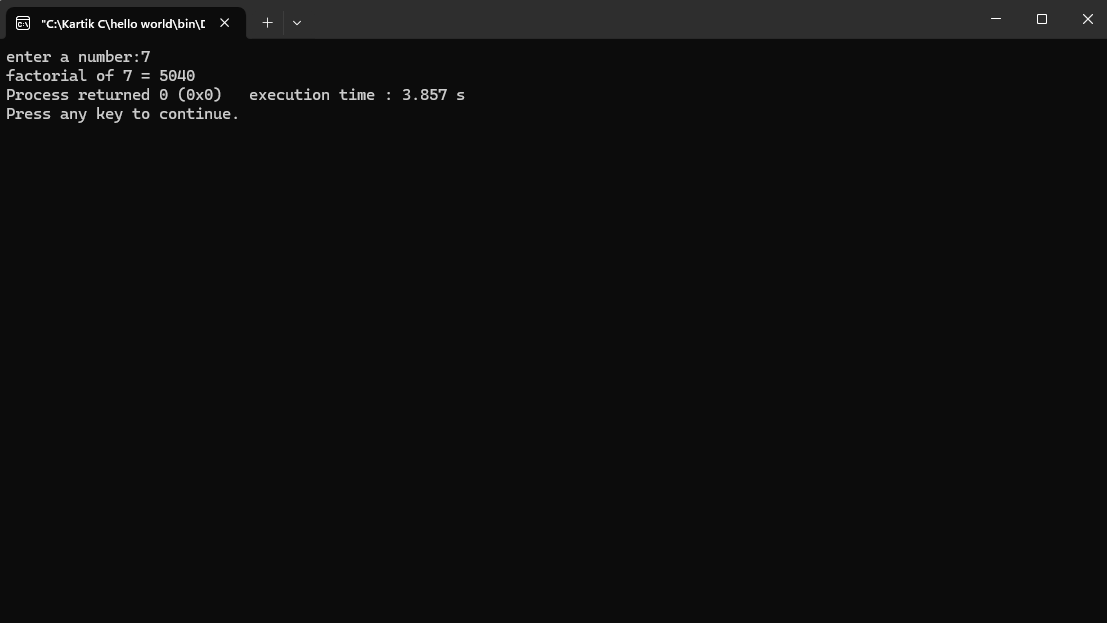 "C:\Kartik C\hello world\bin\D
enter a number:7
factorial of 7 = 5040
Process returned 0 (0x0)   execution time : 3.857 s
Press any key to continue.